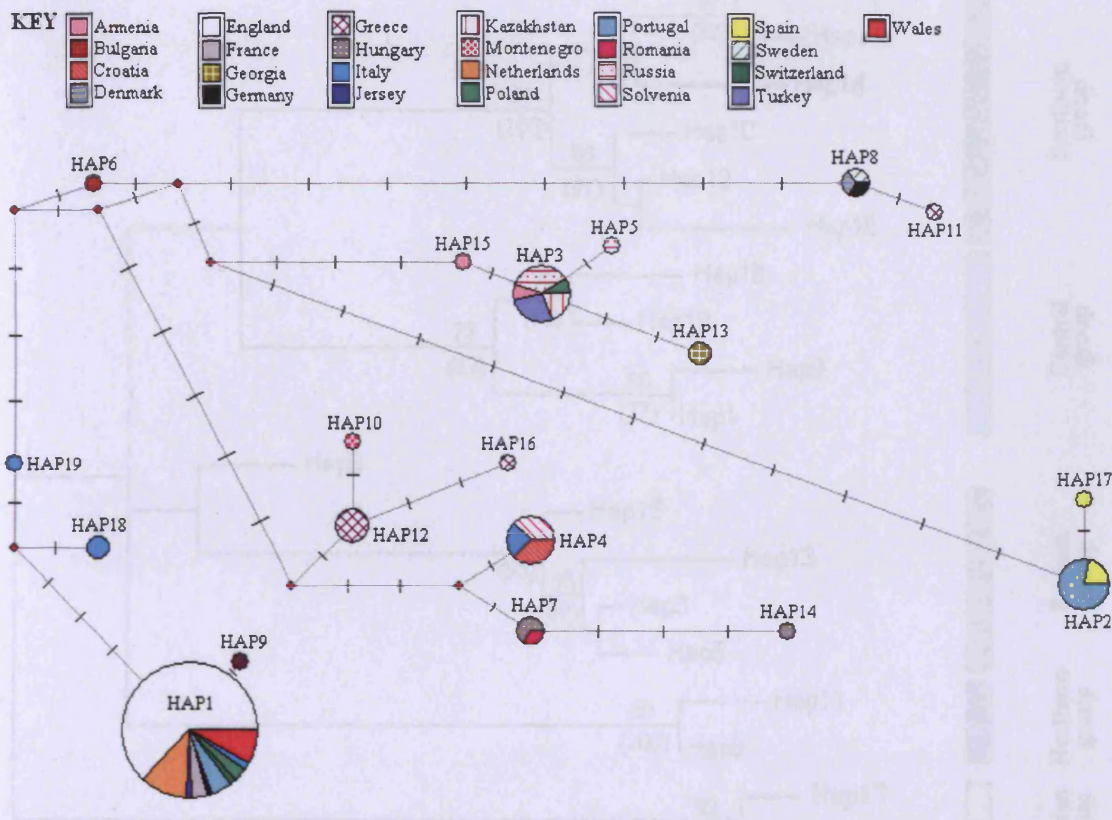 KEY
Armenia England Greece Kazakhstan Portugal Spain Wales
Bulgaria France Hungary Montenegro Romania Sweden
Croatia Georgia Italy Netherlands Russia Switzerland
Denmark Germany Jersey Poland Solvenia Turkey
HAP6
HAP8
HAP11
HAP15
HAP5
HAP3
HAP13
HAP10
HAP16
HAP19
HAP17
HAP18
HAP12
HAP4
HAP7
HAP14
HAP2
HAP9
HAP1